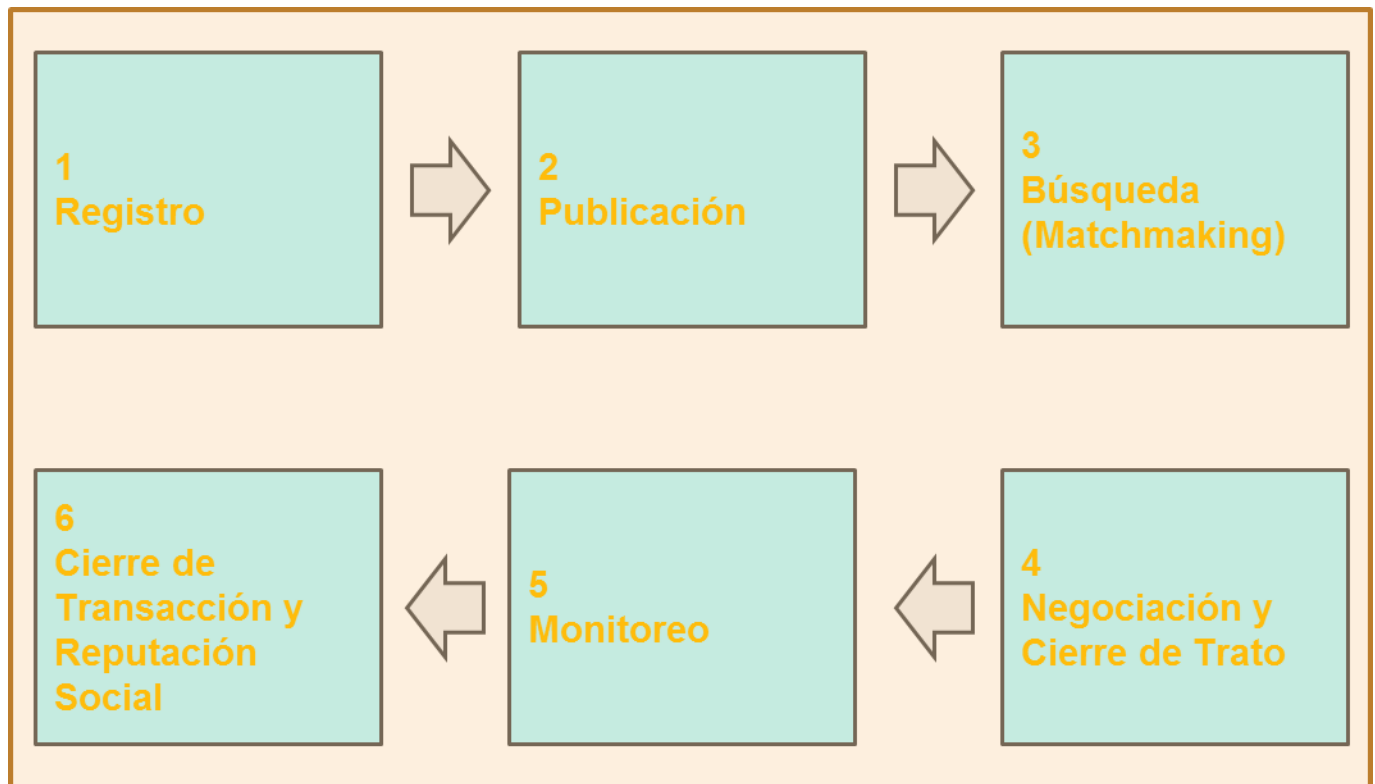 1
Registro
2
Publicación
3
Búsqueda
(Matchmaking)
4
Negociación y
Cierre de Trato
5
Monitoreo
6
Cierre de
Transacción y
Reputación
Social